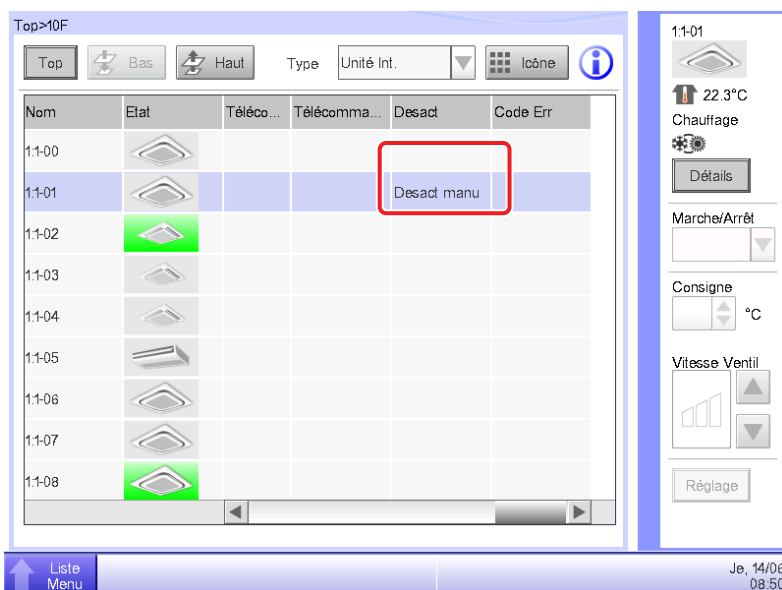 Top>10F
Top Bas Haut Type Unité Int. Icône
Nom Etat Téléco... Télécomma... Desact Code Err
1:1-00
1:1-01 Desact manu
1:1-02
1:1-03
1:1-04
1:1-05
1:1-06
1:1-07
1:1-08
1:1-01
22.3°C
Chauffage
Détails
Marche/Arrêt
Consigne
°C
Vitesse Ventil
Réglage
Liste
Menu
Je, 14/06
08:50